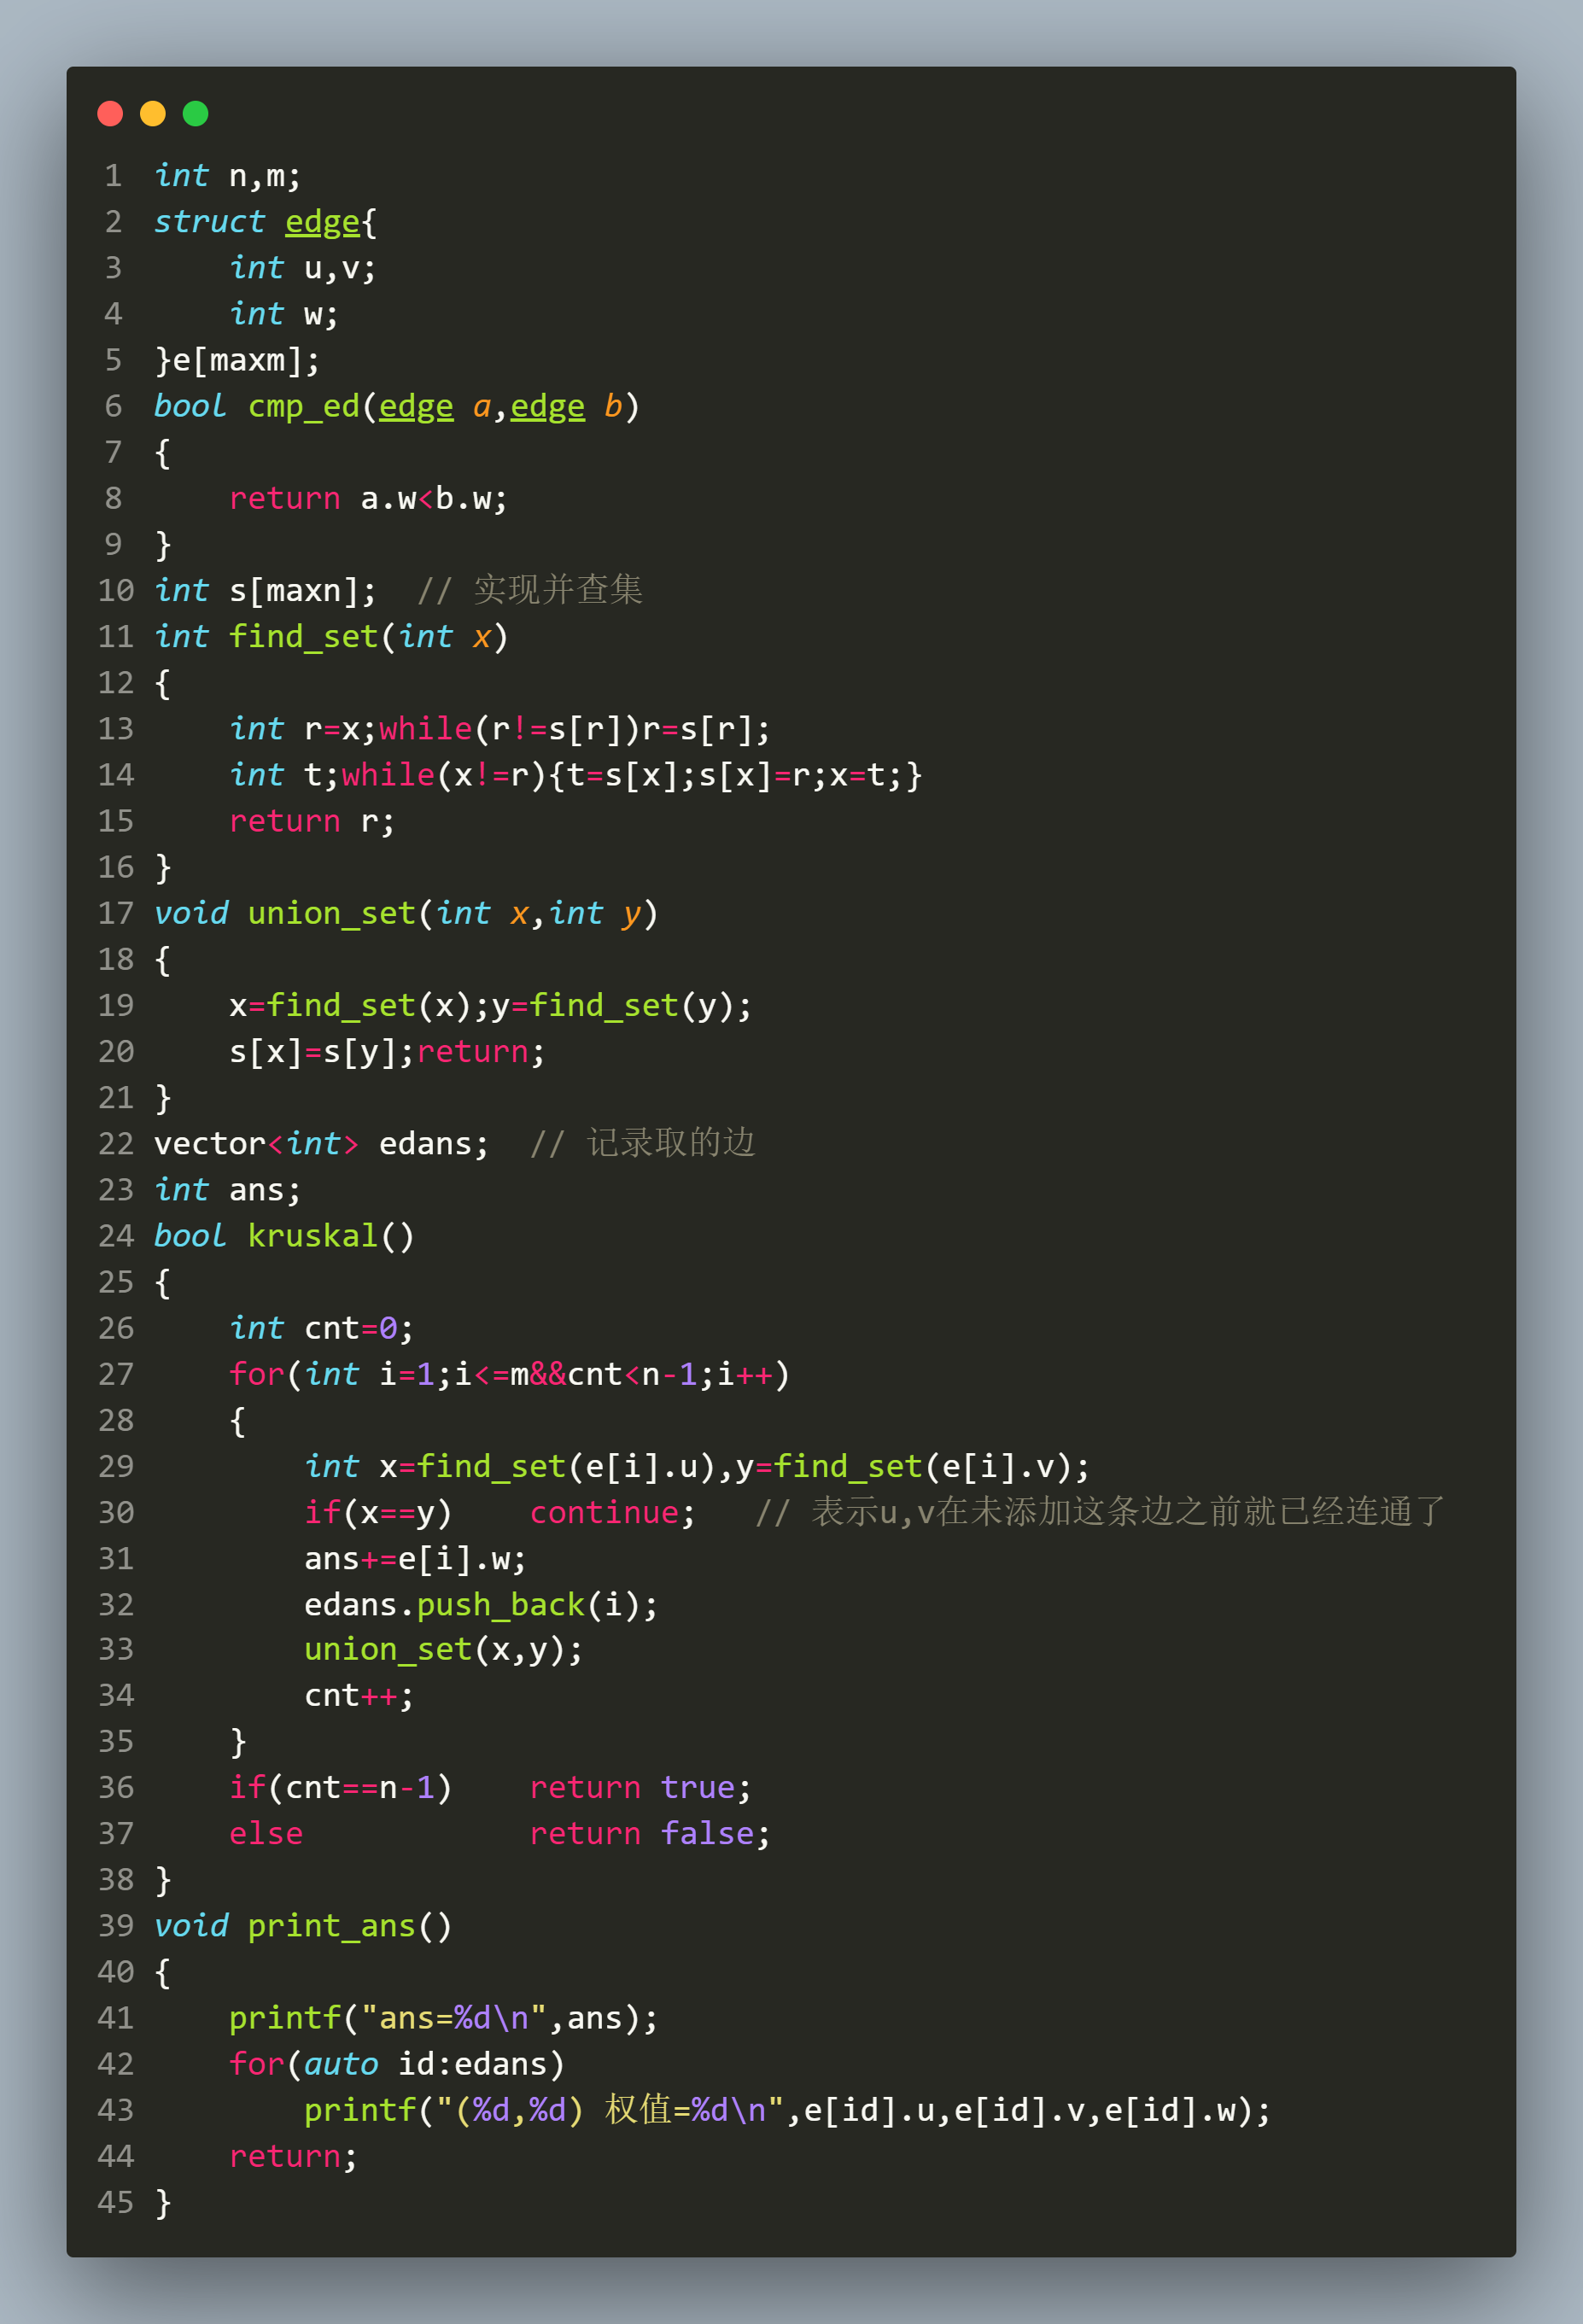 1 int n,m;
2 struct edge{
3     int u,v;
4     int w;
5 }e[maxm];
6 bool cmp_ed(edge a,edge b)
7 {
8     return a.w<b.w;
9 }
10 int s[maxn];  // 实现并查集
11 int find_set(int x)
12 {
13     int r=x;while(r!=s[r])r=s[r];
14     int t;while(x!=r){t=s[x];s[x]=r;x=t;}
15     return r;
16 }
17 void union_set(int x,int y)
18 {
19     x=find_set(x);y=find_set(y);
20     s[x]=s[y];return;
21 }
22 vector<int> edans;  // 记录取的边
23 int ans;
24 bool kruskal()
25 {
26     int cnt=0;
27     for(int i=1;i<=m&&cnt<n-1;i++)
28     {
29         int x=find_set(e[i].u),y=find_set(e[i].v);
30         if(x==y)    continue;   // 表示u,v在未添加这条边之前就已经连通了
31         ans+=e[i].w;
32         edans.push_back(i);
33         union_set(x,y);
34         cnt++;
35     }
36     if(cnt==n-1)    return true;
37     else            return false;
38 }
39 void print_ans()
40 {
41     printf("ans=%d\n",ans);
42     for(auto id:edans)
43         printf("(%d,%d) 权值=%d\n",e[id].u,e[id].v,e[id].w);
44     return;
45 }